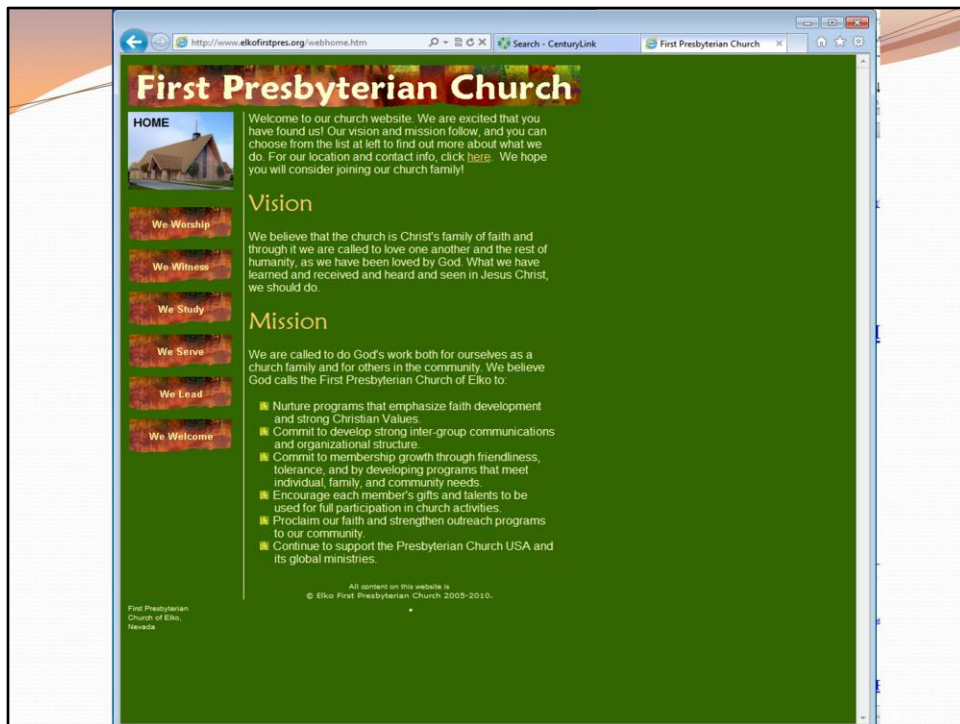 http://www.elkofirstpres.org/webhome.htm
Search - CenturyLink
First Presbyterian Church
First Presbyterian Church
HOME
Welcome to our church website. We are excited that you
have found us! Our vision and mission follow, and you can
choose from the list at left to find out more about what we
do. For our location and contact info, click here. We hope
you will consider joining our church family!
We Worship
We Witness
We Study
We Serve
We Lead
We Welcome
Vision
We believe that the church is Christ's family of faith and
through it we are called to love one another and the rest of
humanity, as we have been loved by God. What we have
learned and received and heard and seen in Jesus Christ,
we should do.
Mission
We are called to do God's work both for ourselves as a
church family and for others in the community. We believe
God calls the First Presbyterian Church of Elko to:
Nurture programs that emphasize faith development
and strong Christian Values.
Commit to develop strong inter-group communications
and organizational structure.
Commit to membership growth through friendliness,
tolerance, and by developing programs that meet
individual, family, and community needs.
Encourage each member's gifts and talents to be
used for full participation in church activities.
Proclaim our faith and strengthen outreach programs
to our community.
Continue to support the Presbyterian Church USA and
its global ministries.
All content on this website is
© Elko First Presbyterian Church 2005-2010.
First Presbyterian
Church of Elko,
Nevada